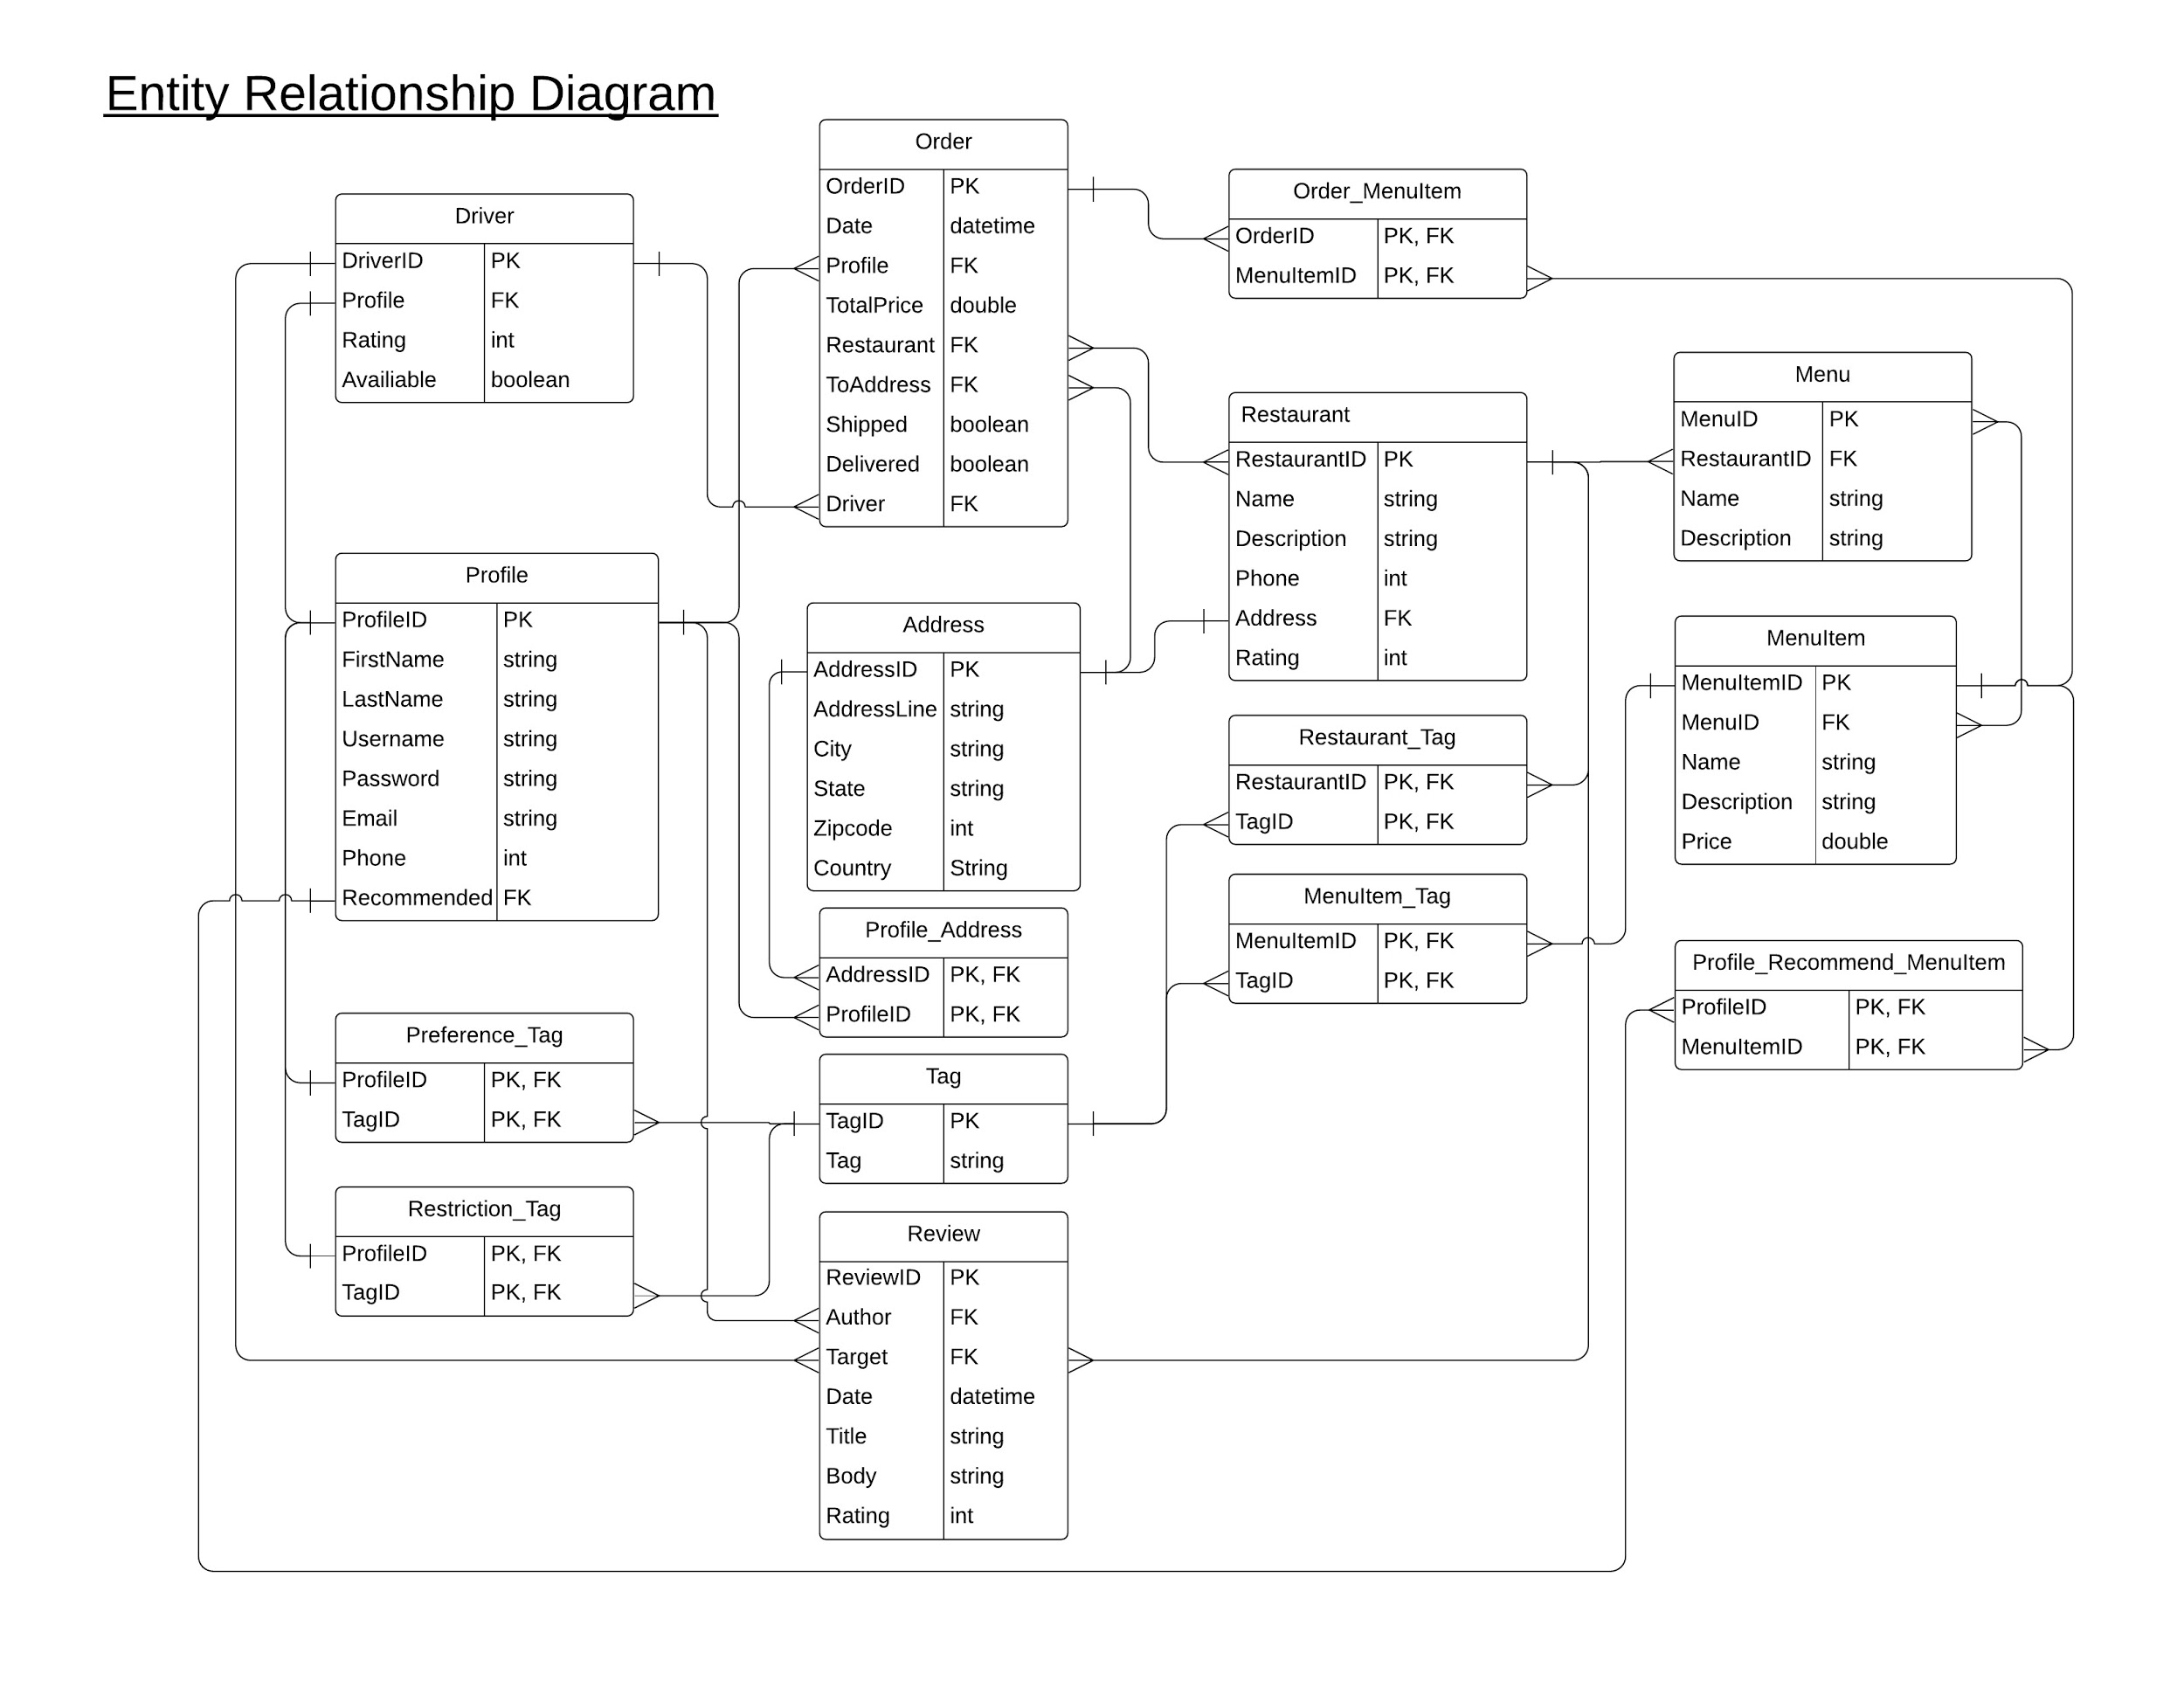 Entity Relationship Diagram
Driver
DriverID PK
Profile FK
Rating int
Availiable boolean
Profile
ProfileID PK
FirstName string
LastName string
Username string
Password string
Email string
Phone int
Recommended FK
Preference_Tag
ProfileID PK, FK
TagID PK, FK
Restriction_Tag
ProfileID PK, FK
TagID PK, FK
Order
OrderID PK
Date datetime
Profile FK
TotalPrice double
Restaurant FK
ToAddress FK
Shipped boolean
Delivered boolean
Driver FK
Address
AddressID PK
AddressLine string
City string
State string
Zipcode int
Country String
Profile_Address
AddressID PK, FK
ProfileID PK, FK
Tag
TagID PK
Tag string
Review
ReviewID PK
Author FK
Target FK
Date datetime
Title string
Body string
Rating int
Order_MenuItem
OrderID PK, FK
MenuItemID PK, FK
Restaurant
RestaurantID PK
Name string
Description string
Phone int
Address FK
Rating int
Restaurant_Tag
RestaurantID PK, FK
TagID PK, FK
MenuItem_Tag
MenuItemID PK, FK
TagID PK, FK
Menu
MenuID PK
RestaurantID FK
Name string
Description string
MenuItem
MenuItemID PK
MenuID FK
Name string
Description string
Price double
Profile_Recommend_MenuItem
ProfileID PK, FK
MenuItemID PK, FK